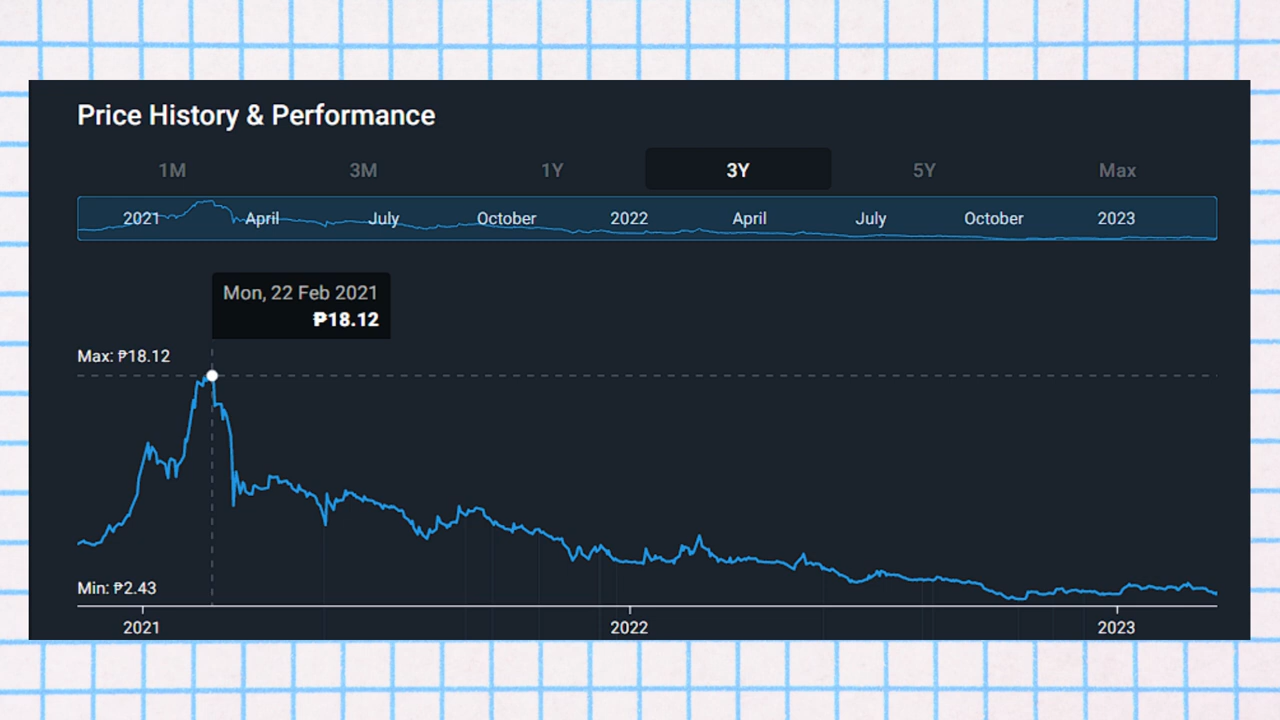 Price History & Performance
1M 3M 1Y 3Y 5Y Max
2021 April July October 2022 April July October 2023
Mon, 22 Feb 2021
₱18.12
Max: ₱18.12
Min: ₱2.43
2021 2022 2023